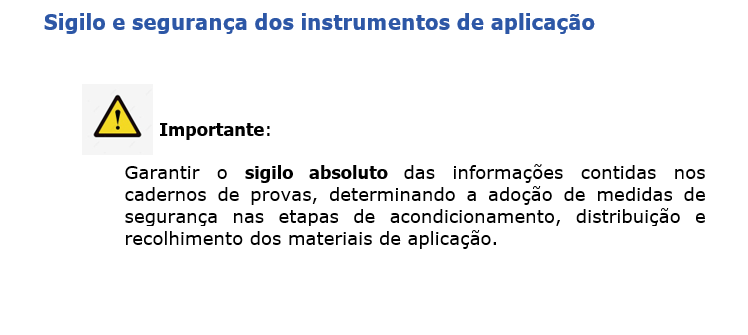 Sigilo e segurança dos instrumentos de aplicação
Importante:
Garantir o sigilo absoluto das informações contidas nos
cadernos de provas, determinando a adoção de medidas de
segurança nas etapas de acondicionamento, distribuição e
recolhimento dos materiais de aplicação.